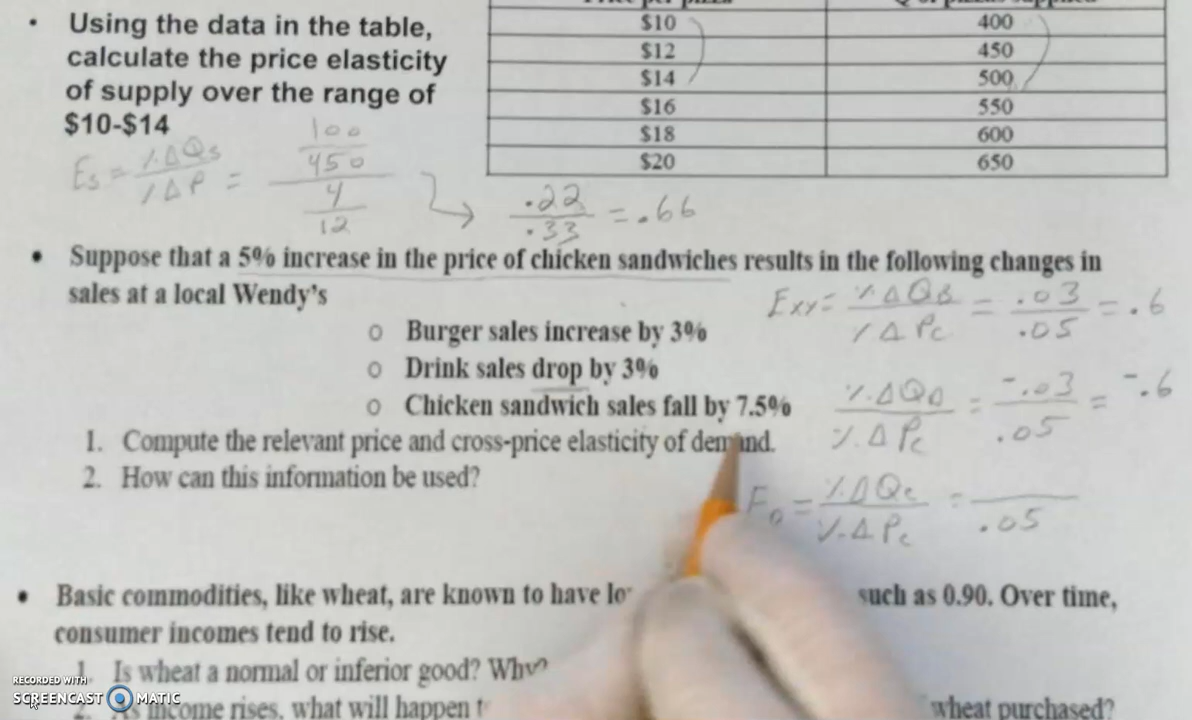 • Using the data in the table,
calculate the price elasticity
of supply over the range of
$10-$14
$10 400
$12 450
$14 500
$16 550
$18 600
$20 650
Es = %ΔQs / %ΔP = 100/450 / 4/12 → .22/.33 = .66
• Suppose that a 5% increase in the price of chicken sandwiches results in the following changes in
sales at a local Wendy's
Exy = %ΔQB / %ΔPc = .03/.05 = .6
o Burger sales increase by 3%
o Drink sales drop by 3%
%ΔQD / %ΔPc = -.03/.05 = -.6
o Chicken sandwich sales fall by 7.5%
1. Compute the relevant price and cross-price elasticity of demand.
2. How can this information be used?
ED = %ΔQc / %ΔPc = /.05
• Basic commodities, like wheat, are known to have such as 0.90. Over time,
consumer incomes tend to rise.
1. Is wheat a normal or inferior good? Why?
income rises, what will happen wheat purchased?
RECORDED WITH
SCREENCAST MATIC